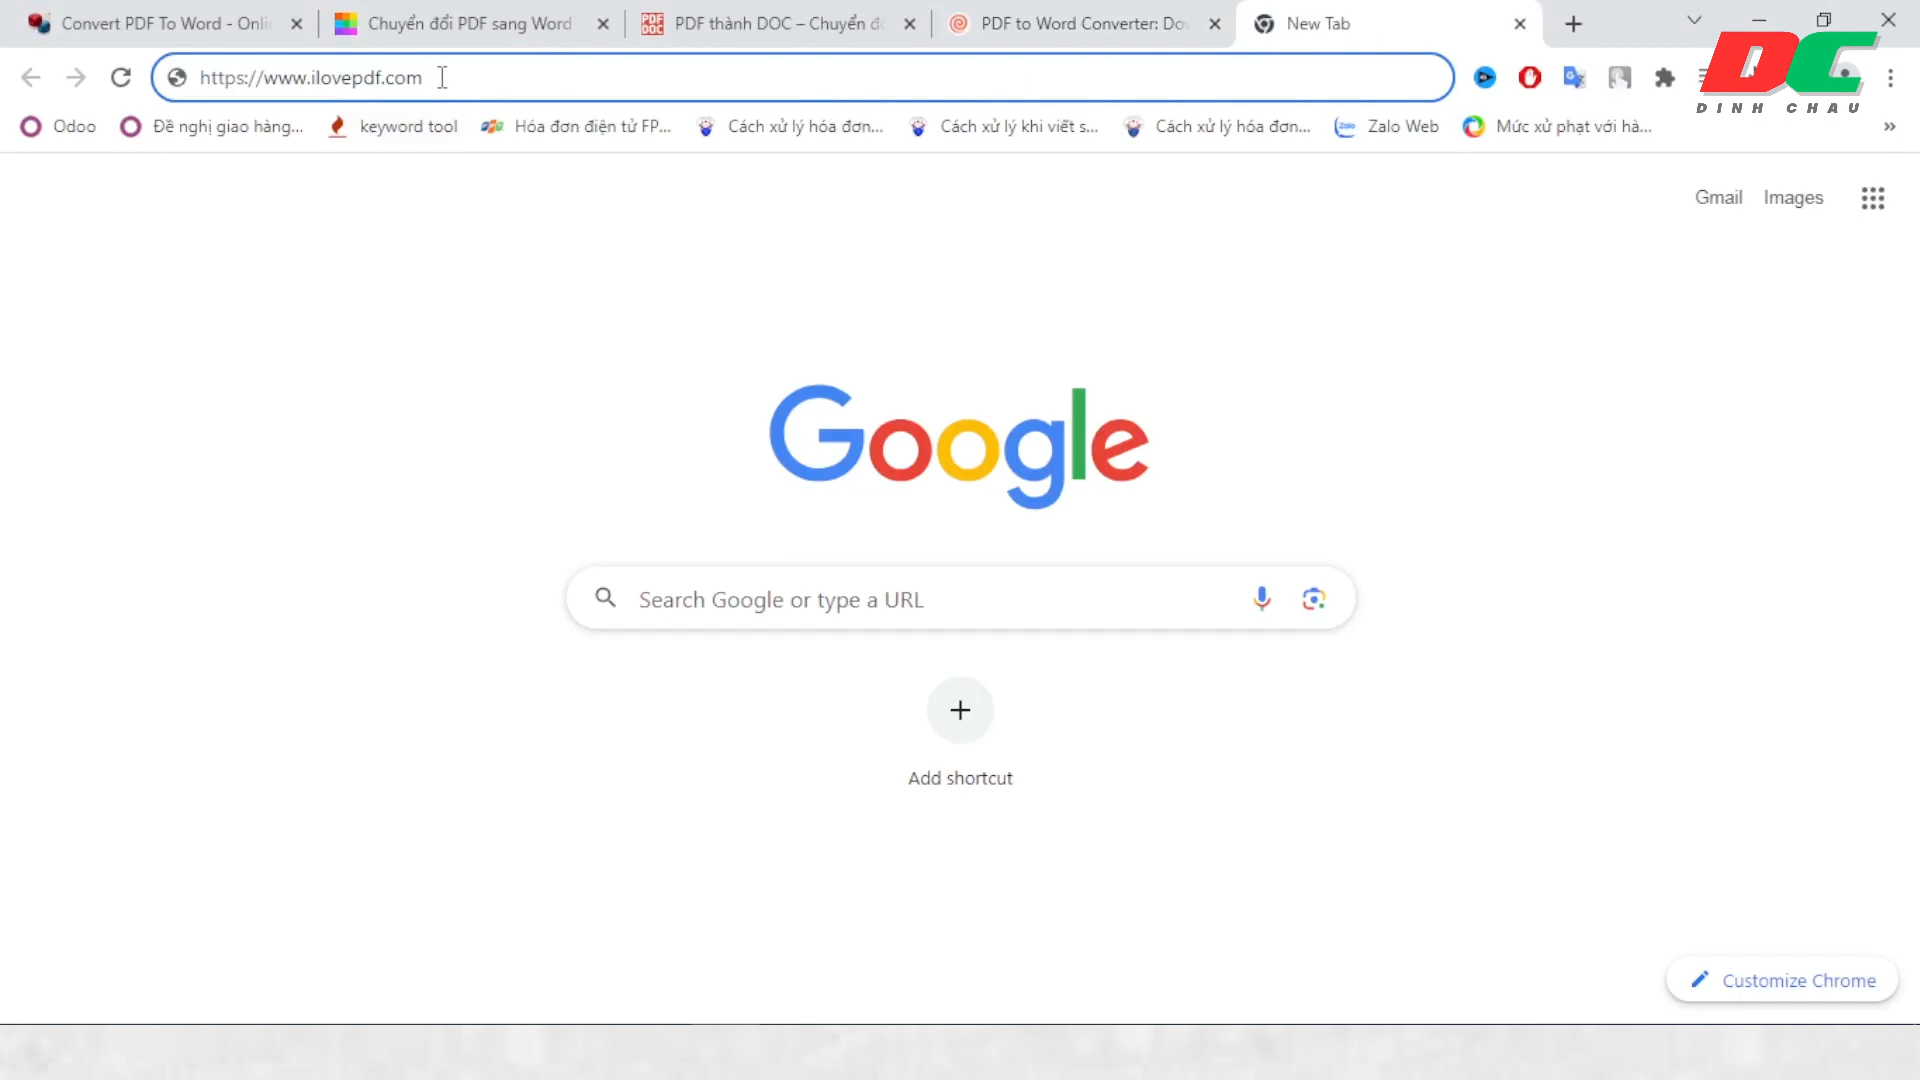 Convert PDF To Word - Onli
Chuyển đổi PDF sang Word
PDF thành DOC – Chuyển đổ
PDF to Word Converter: Dov
New Tab
https://www.ilovepdf.com
DC
DINH CHAU
Odoo
Đề nghị giao hàng...
keyword tool
Hóa đơn điện tử FP...
Cách xử lý hóa đơn...
Cách xử lý khi viết s...
Cách xử lý hóa đơn...
Zalo Web
Mức xử phạt với hà...
Gmail
Images
Google
Search Google or type a URL
Add shortcut
Customize Chrome